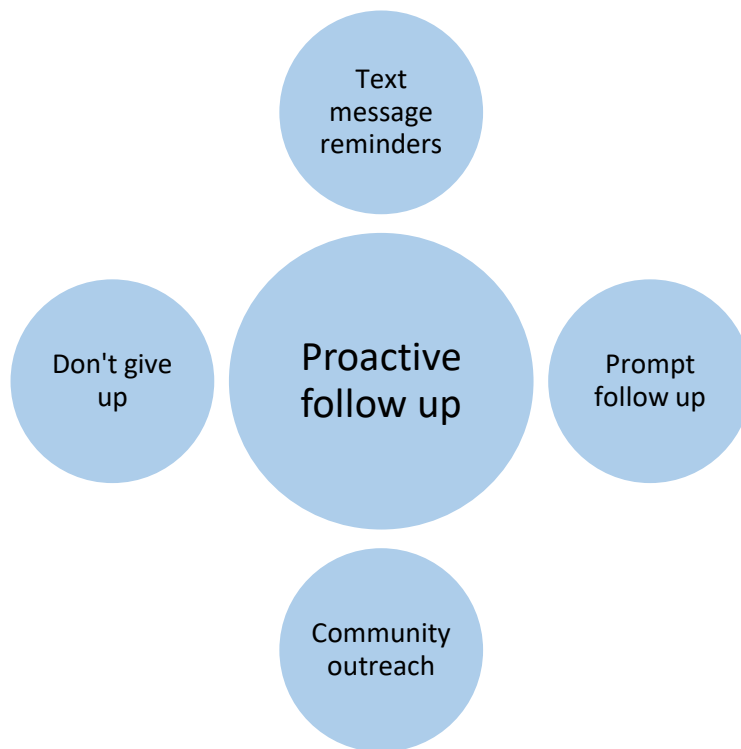 Text
message
reminders
Don't give
up
Proactive
follow up
Prompt
follow up
Community
outreach